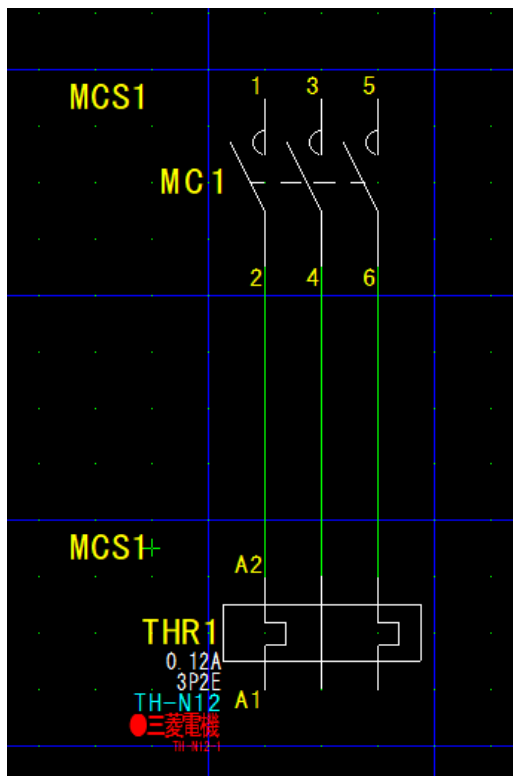 1 3 5
MCS1
MC1
2 4 6
MCS1
A2
THR1
0.12A
3P2E
TH-N12 A1
●三菱電機
TH-N12-1